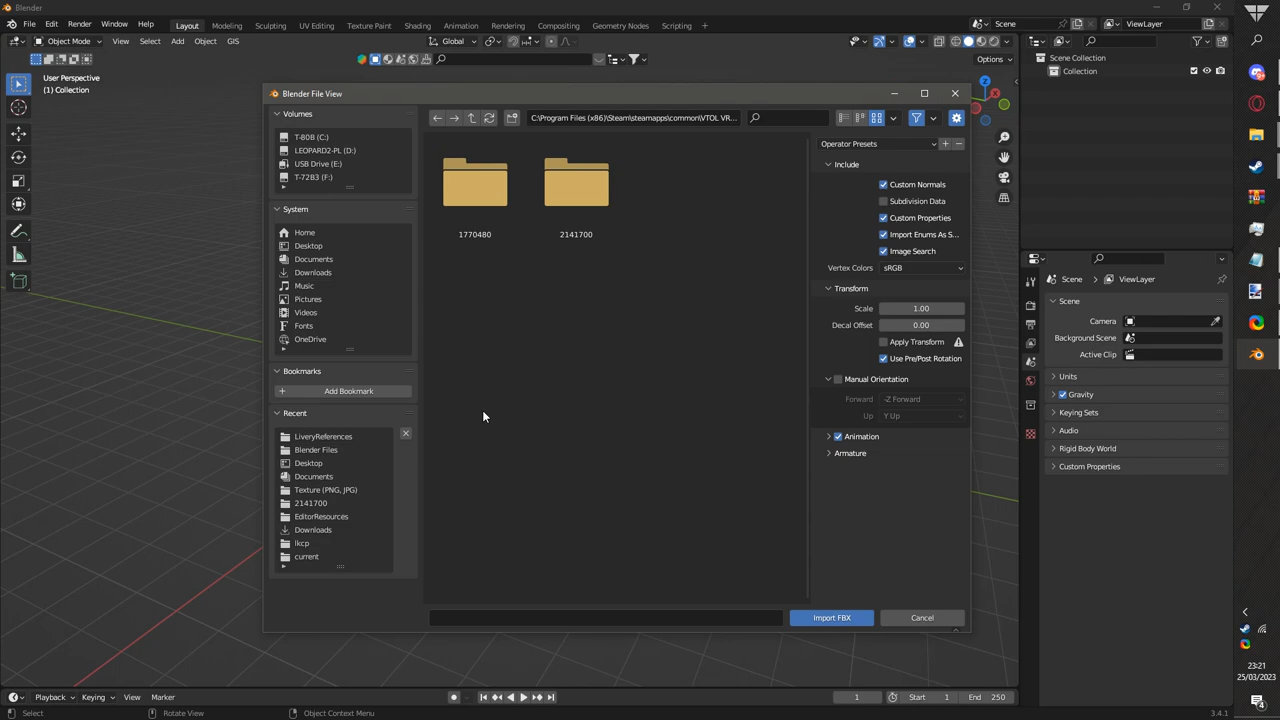 Blender
File Edit Render Window Help
Layout Modeling Sculpting UV Editing Texture Paint Shading Animation Rendering Compositing Geometry Nodes Scripting +
Scene
ViewLayer
Object Mode View Select Add Object GIS
Global
Options
User Perspective
(1) Collection
Scene Collection
Collection
Blender File View
Volumes
T-80B (C:)
LEOPARD2-PL (D:)
USB Drive (E:)
T-72B3 (F:)
System
Home
Desktop
Documents
Downloads
Music
Pictures
Videos
Fonts
OneDrive
Bookmarks
Add Bookmark
Recent
LiveryReferences
Blender Files
Desktop
Documents
Texture (PNG, JPG)
2141700
EditorResources
Downloads
lkcp
current
C:\Program Files (x86)\Steam\steamapps\common\VTOL VR...
1770480
2141700
Operator Presets
Include
Custom Normals
Subdivision Data
Custom Properties
Import Enums As S...
Image Search
Vertex Colors sRGB
Transform
Scale 1.00
Decal Offset 0.00
Apply Transform
Use Pre/Post Rotation
Manual Orientation
Forward -Z Forward
Up Y Up
Animation
Armature
Import FBX
Cancel
Z
X
Y
Scene ViewLayer
Scene
Camera
Background Scene
Active Clip
Units
Gravity
Keying Sets
Audio
Rigid Body World
Custom Properties
Playback Keying View Marker
1
Start 1
End 250
Select
Rotate View
Object Context Menu
3.4.1
23:21
25/03/2023
4